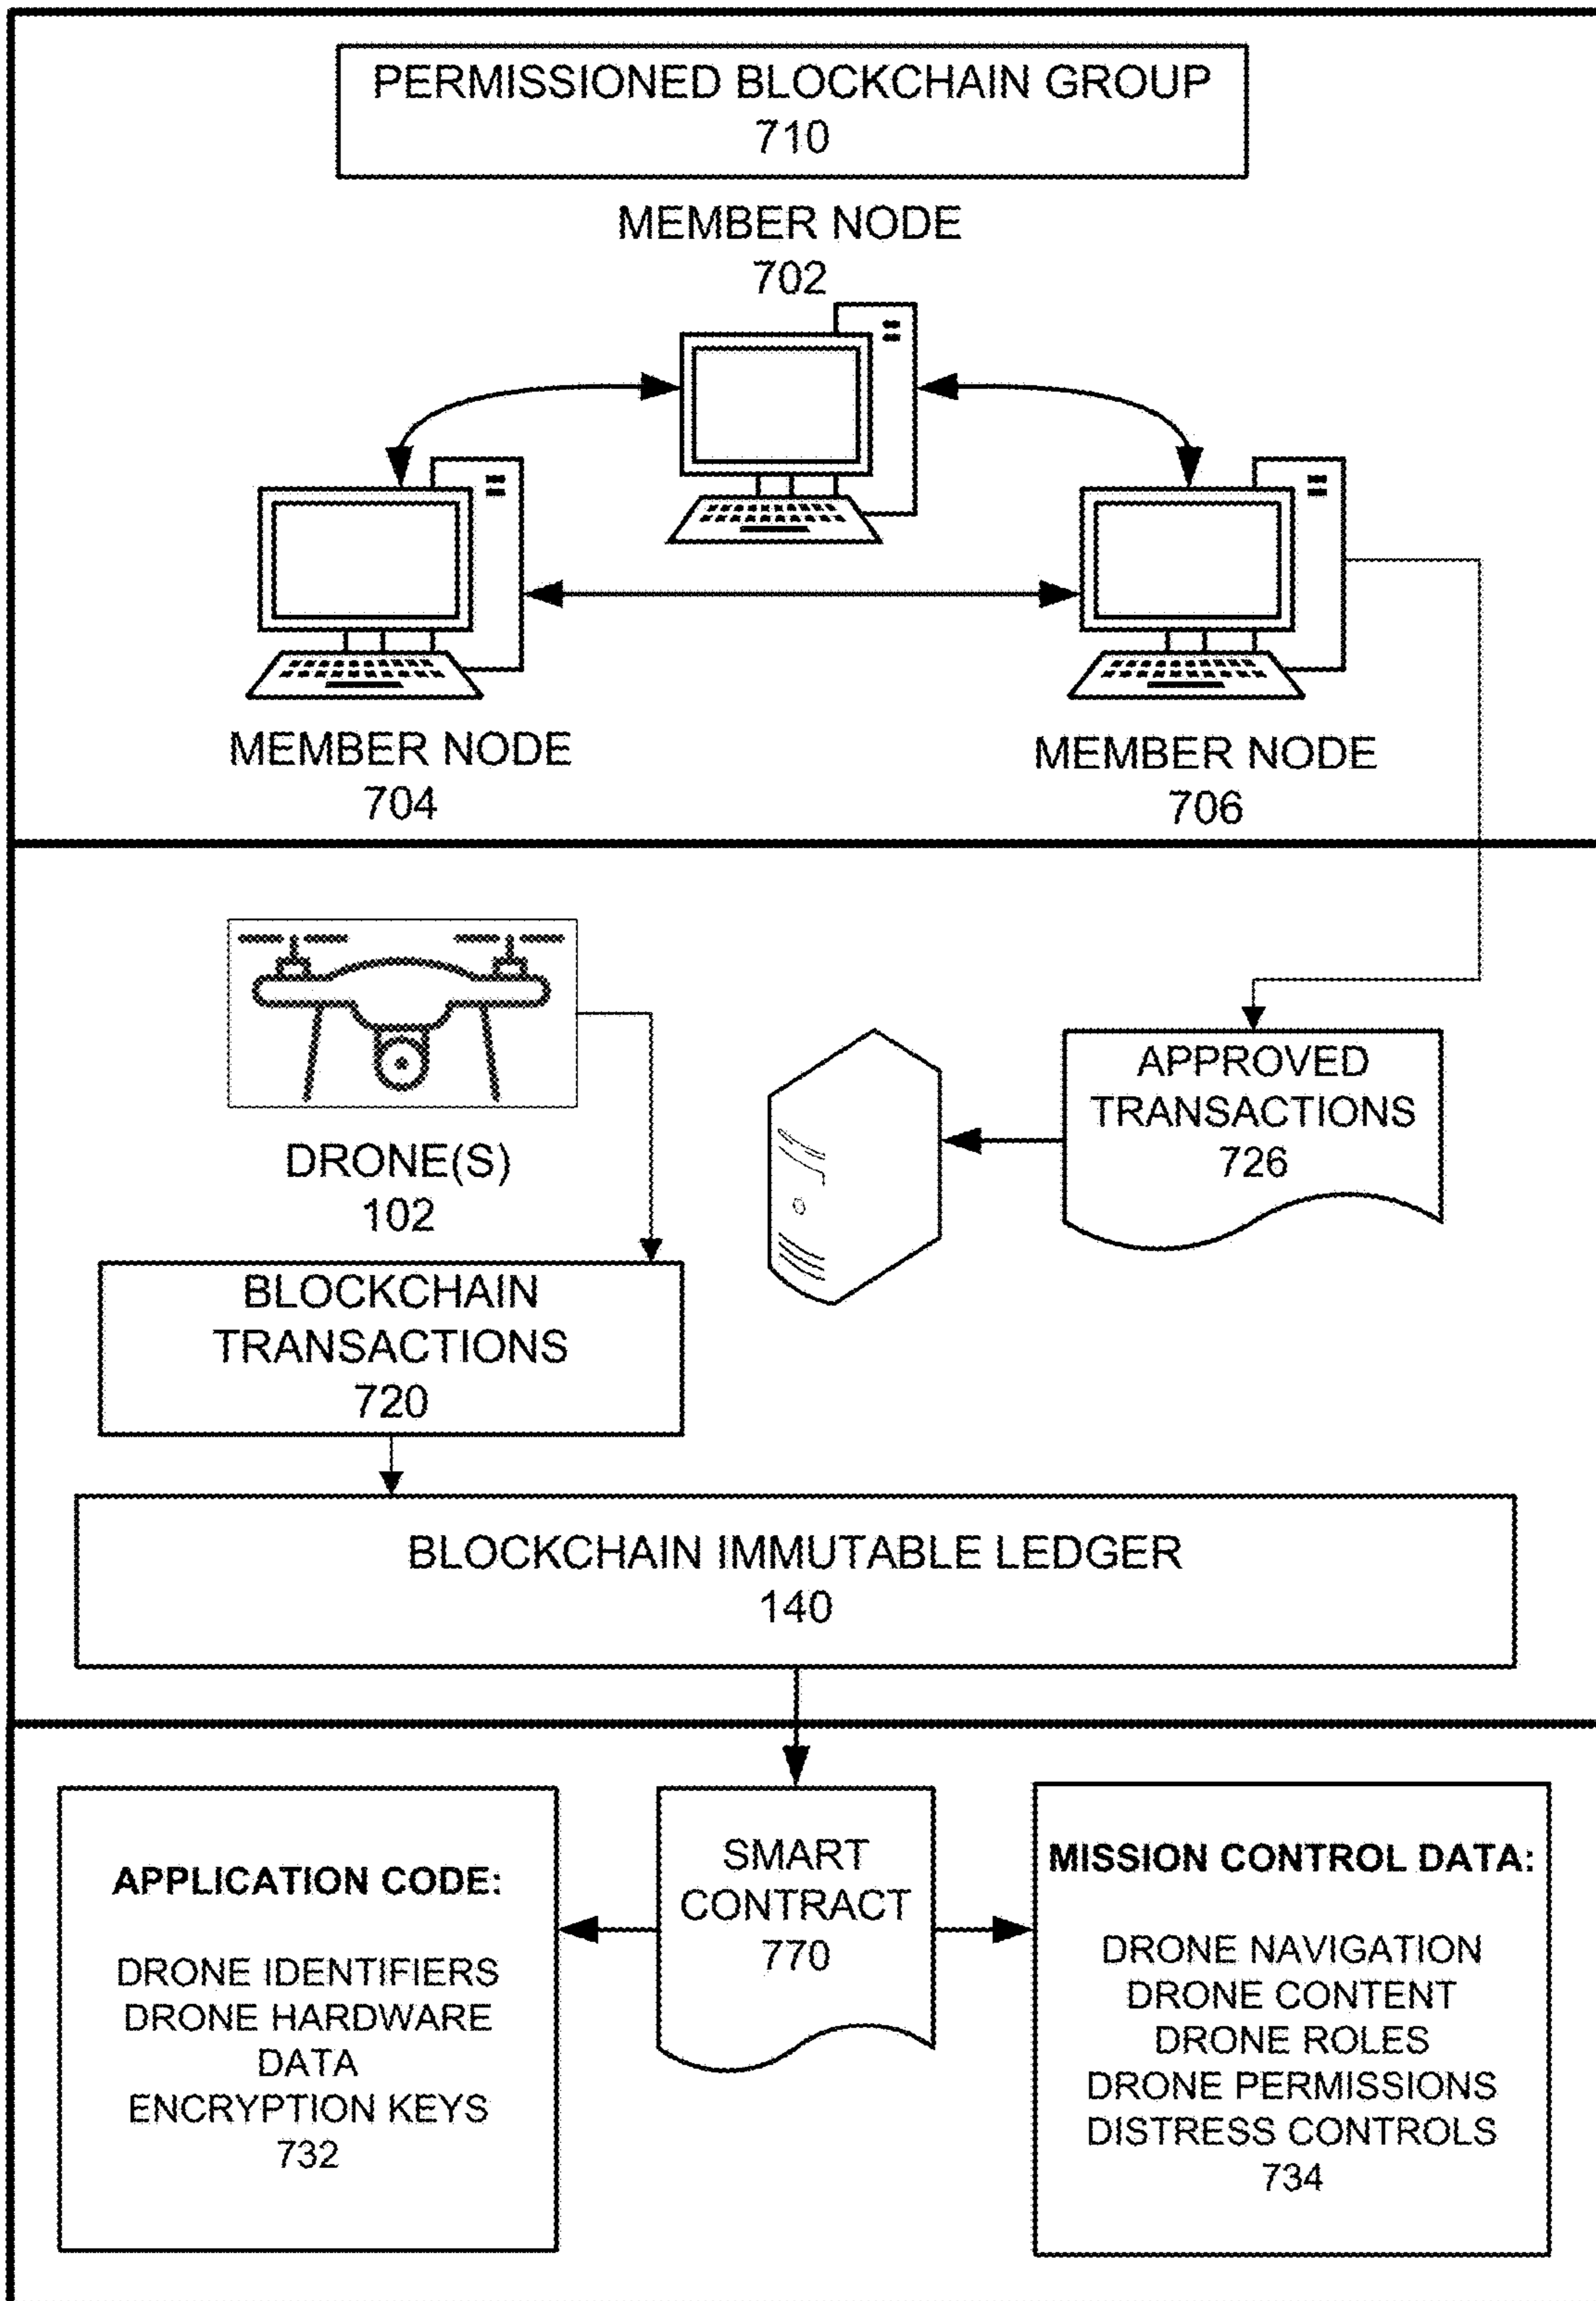 PERMISSIONED BLOCKCHAIN GROUP
710
MEMBER NODE
702
MEMBER NODE
704
MEMBER NODE
706
DRONE(S)
102
APPROVED
TRANSACTIONS
726
BLOCKCHAIN
TRANSACTIONS
720
BLOCKCHAIN IMMUTABLE LEDGER
140
APPLICATION CODE:
DRONE IDENTIFIERS
DRONE HARDWARE
DATA
ENCRYPTION KEYS
732
SMART
CONTRACT
770
MISSION CONTROL DATA:
DRONE NAVIGATION
DRONE CONTENT
DRONE ROLES
DRONE PERMISSIONS
DISTRESS CONTROLS
734